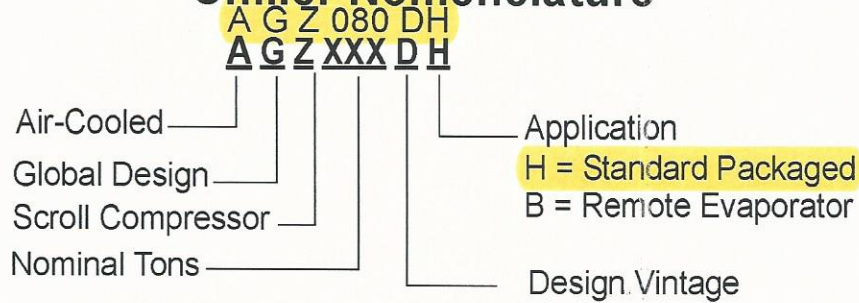 A G Z 080 DH
A G Z XXX D H
Air-Cooled
Global Design
Scroll Compressor
Nominal Tons
Application
H = Standard Packaged
B = Remote Evaporator
Design Vintage